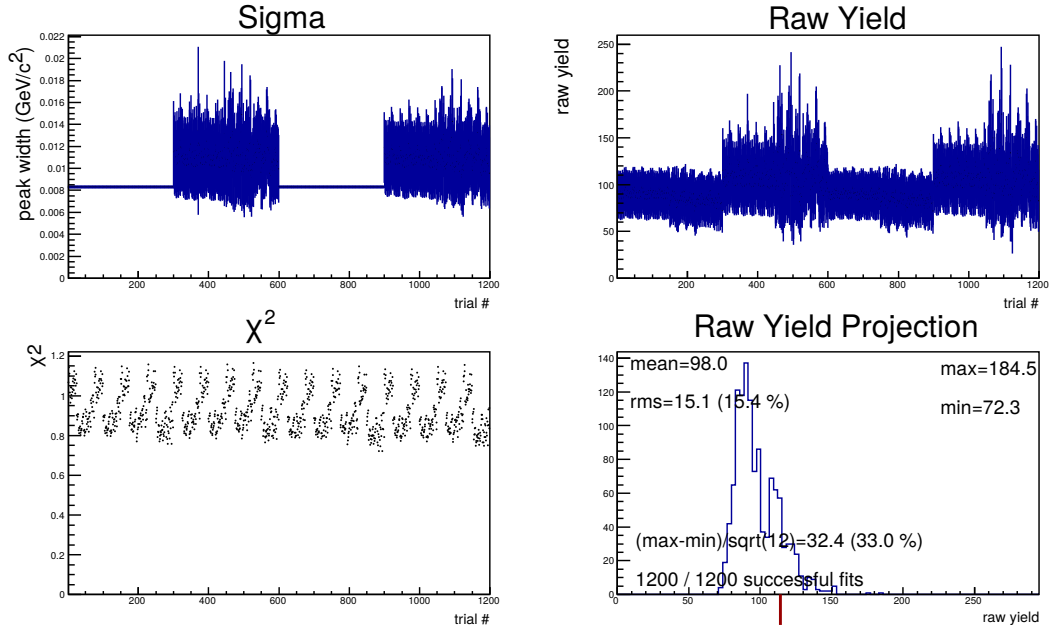 Sigma
peak width (GeV/c²)
0.022
0.02
0.018
0.016
0.014
0.012
0.01
0.008
0.006
0.004
0.002
0
200 400 600 800 1000 1200
trial #
Raw Yield
raw yield
250
200
150
100
50
0
0 200 400 600 800 1000 1200
trial #
χ²
χ2
1.2
1
0.8
0.6
0.4
0.2
0
200 400 600 800 1000 1200
trial #
Raw Yield Projection
140
120
100
80
60
40
20
0
mean=98.0
max=184.5
rms=15.1 (15.4 %)
min=72.3
(max-min)/sqrt(12)=32.4 (33.0 %)
1200 / 1200 successful fits
0 50 100 150 200 250
raw yield